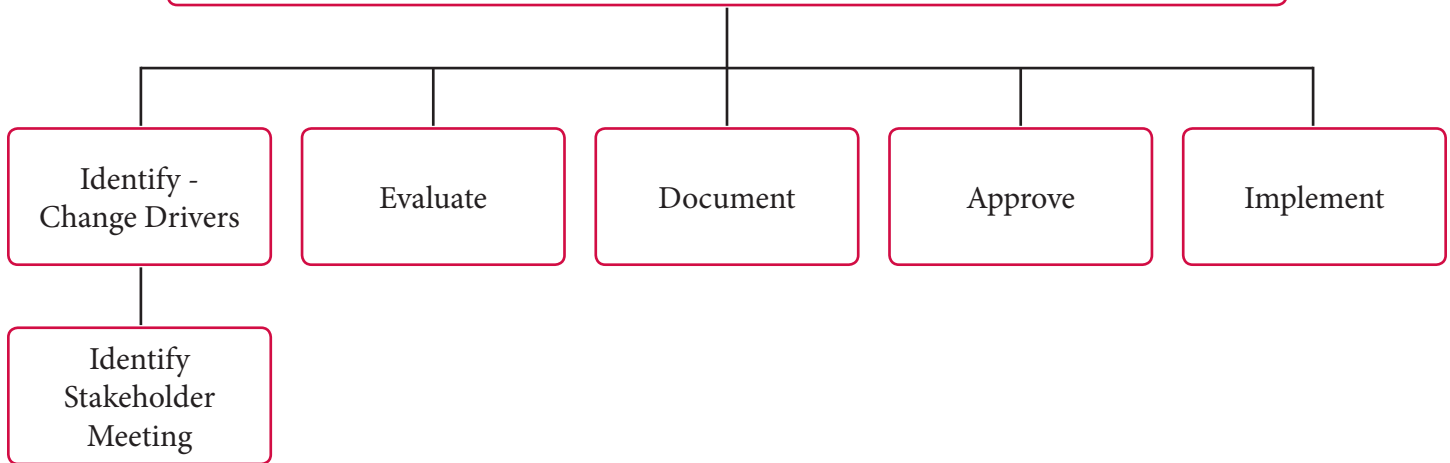 Identify -
Change Drivers
Evaluate
Document
Approve
Implement
Identify
Stakeholder
Meeting